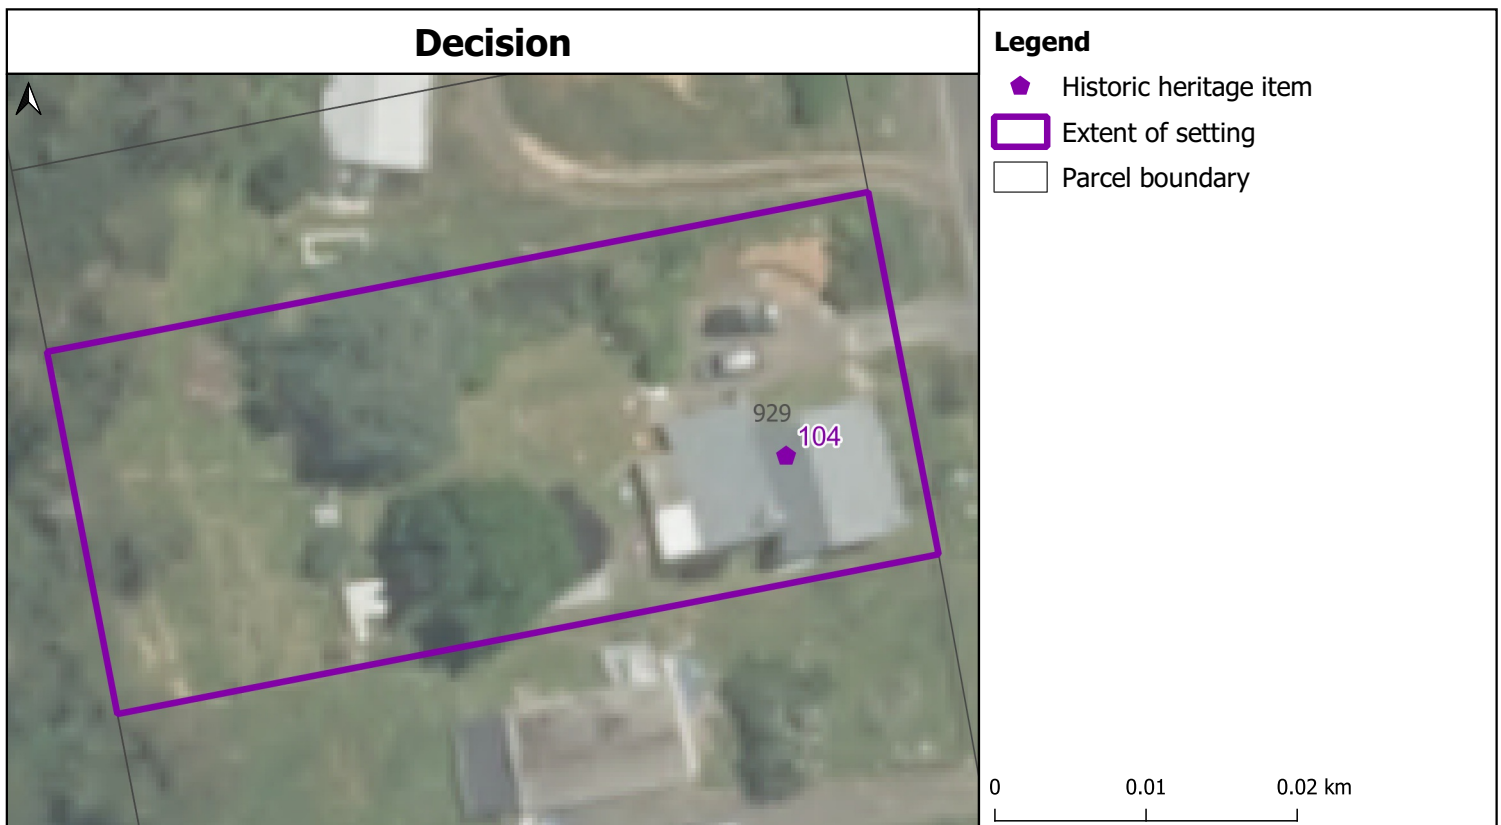 Decision
929
104
Legend
Historic heritage item
Extent of setting
Parcel boundary
0 0.01 0.02 km